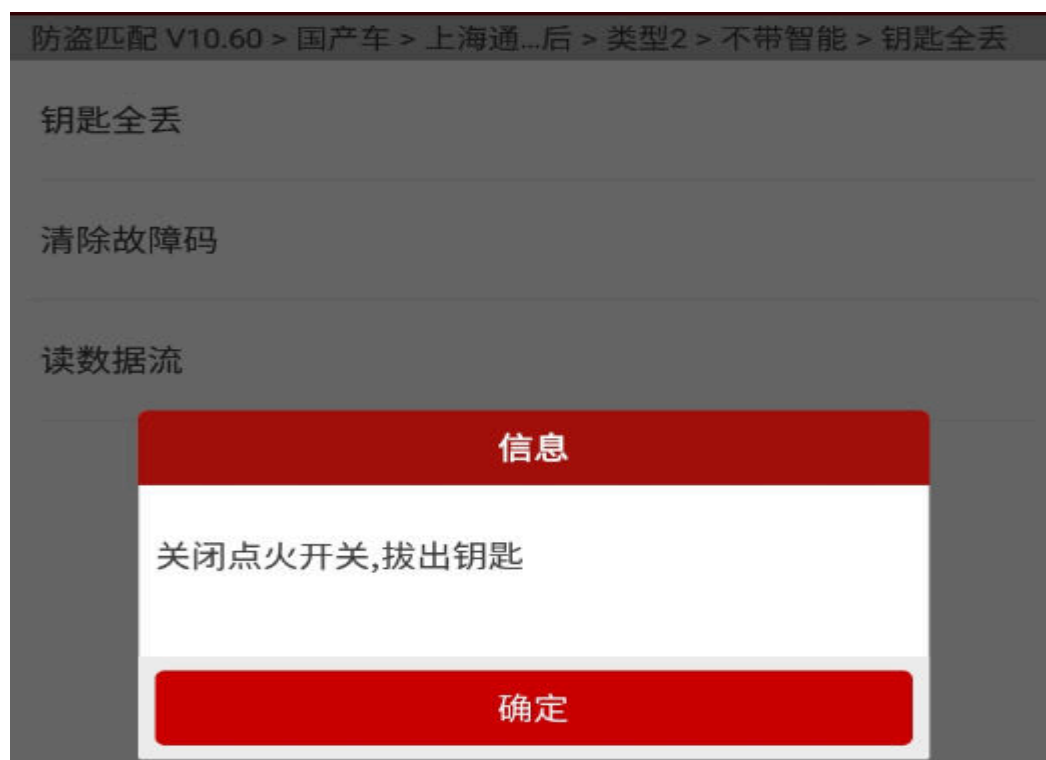 防盗匹配 V10.60 > 国产车 > 上海通...后 > 类型2 > 不带智能 > 钥匙全丢
钥匙全丢
清除故障码
读数据流
信息
关闭点火开关,拔出钥匙
确定